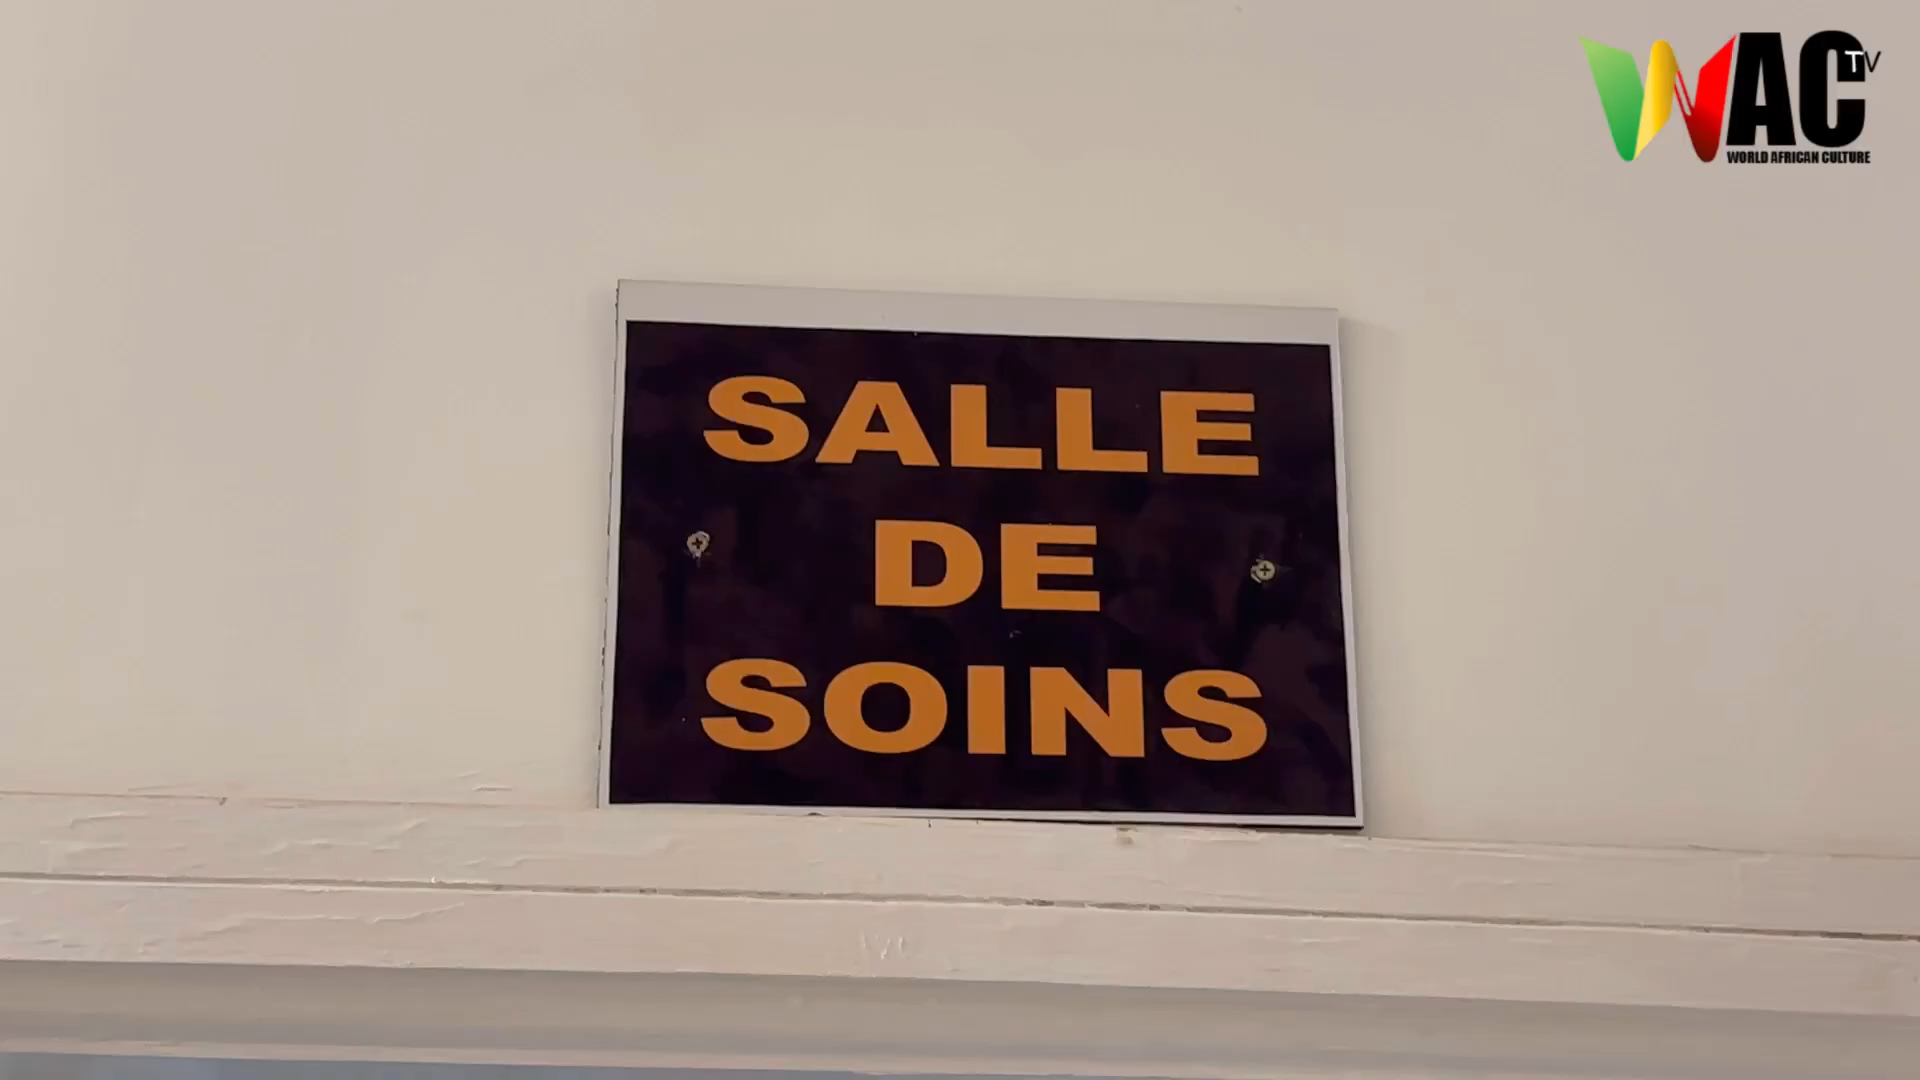 WAC TV
WORLD AFRICAN CULTURE
SALLE
DE
SOINS